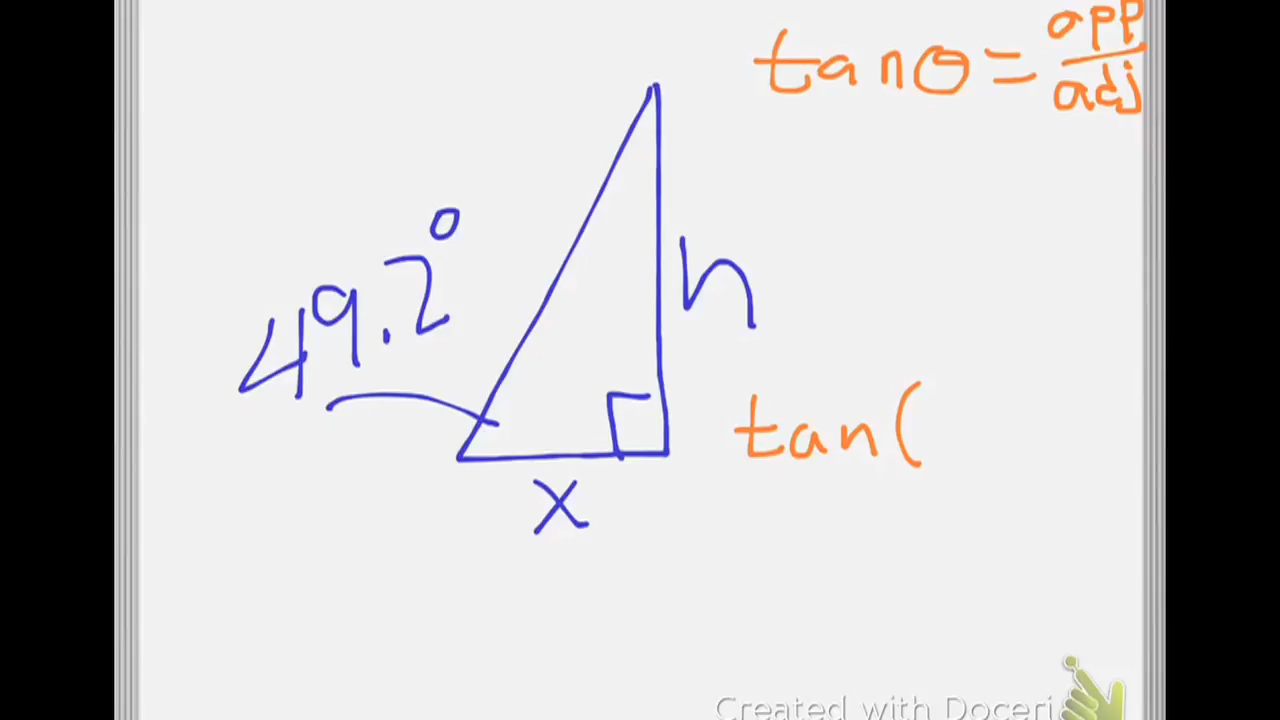 tanθ = opp/adj
49.2°
h
tan(
x
Created with Doceri